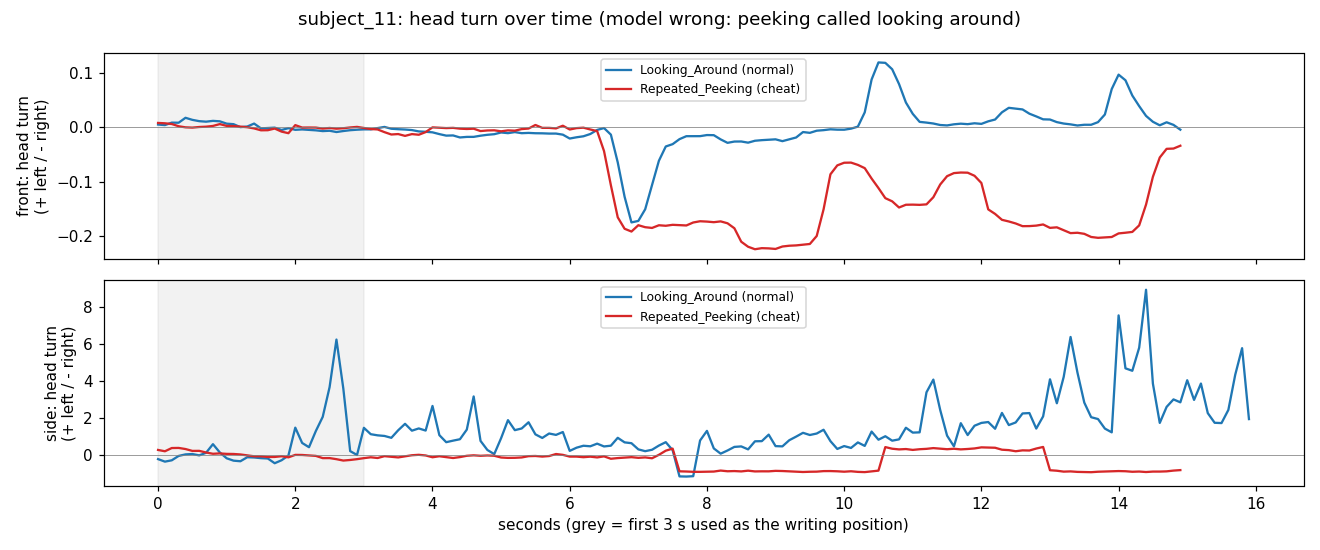 subject_11: head turn over time (model wrong: peeking called looking around)
front: head turn
(+ left / - right)
0.1
0.0
−0.1
−0.2
Looking_Around (normal)
Repeated_Peeking (cheat)
side: head turn
(+ left / - right)
8
6
4
2
0
Looking_Around (normal)
Repeated_Peeking (cheat)
0 2 4 6 8 10 12 14 16
seconds (grey = first 3 s used as the writing position)